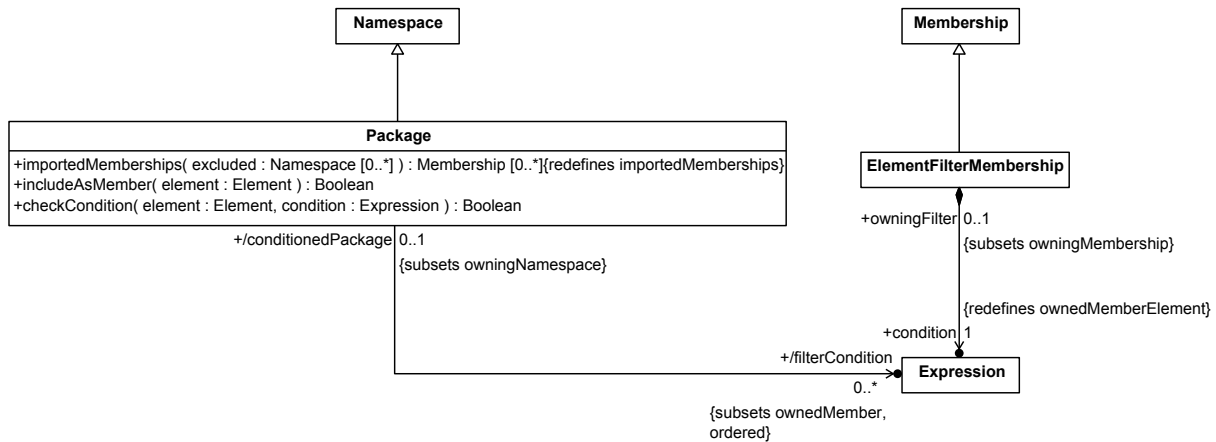 Namespace
Membership
Package
+importedMemberships( excluded : Namespace [0..*] ) : Membership [0..*]{redefines importedMemberships}
+includeAsMember( element : Element ) : Boolean
+checkCondition( element : Element, condition : Expression ) : Boolean
ElementFilterMembership
+owningFilter 0..1
{subsets owningMembership}
+/conditionedPackage 0..1
{subsets owningNamespace}
{redefines ownedMemberElement}
+condition 1
+/filterCondition
Expression
0..*
{subsets ownedMember,
ordered}